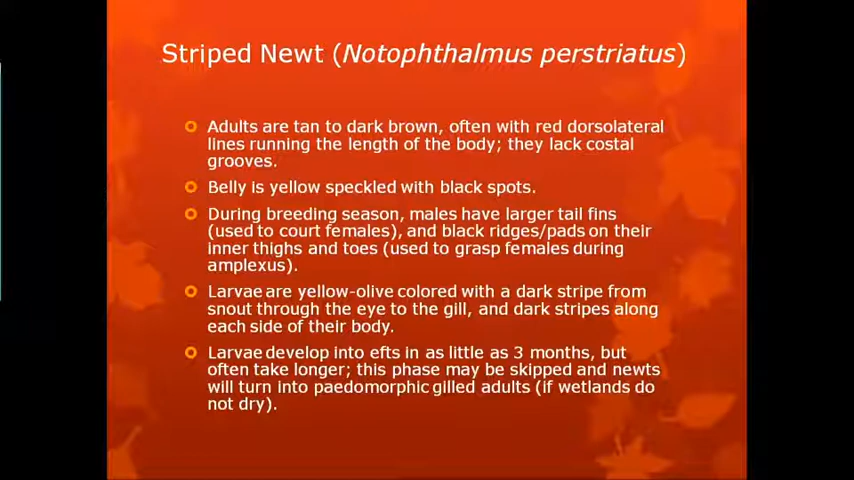 Striped Newt (Notophthalmus perstriatus)
Adults are tan to dark brown, often with red dorsolateral
lines running the length of the body; they lack costal
grooves.
Belly is yellow speckled with black spots.
During breeding season, males have larger tail fins
(used to court females), and black ridges/pads on their
inner thighs and toes (used to grasp females during
amplexus).
Larvae are yellow-olive colored with a dark stripe from
snout through the eye to the gill, and dark stripes along
each side of their body.
Larvae develop into efts in as little as 3 months, but
often take longer; this phase may be skipped and newts
will turn into paedomorphic gilled adults (if wetlands do
not dry).